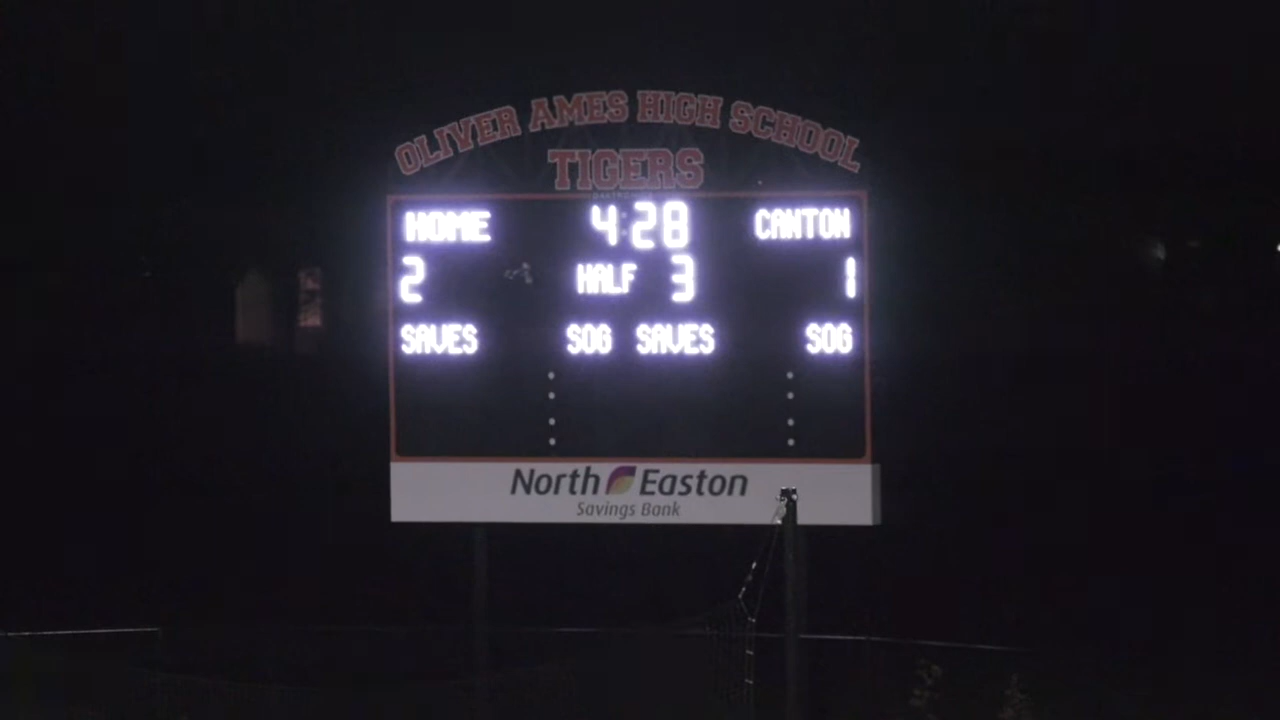 OLIVER AMES HIGH SCHOOL
TIGERS
HOME 4:28 CANTON
2 HALF 3 1
SAVES SOG SAVES SOG
North Easton
Savings Bank